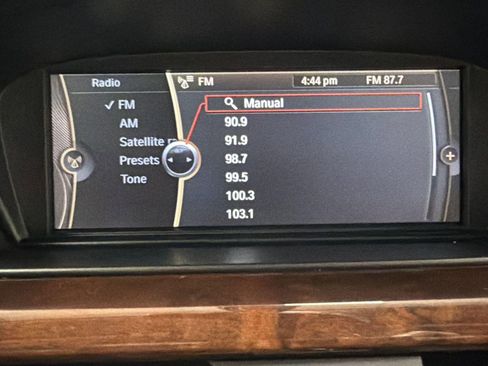 Radio
FM
4:44 pm
FM 87.7
FM
AM
Satellite
Presets
Tone
Manual
90.9
91.9
98.7
99.5
100.3
103.1